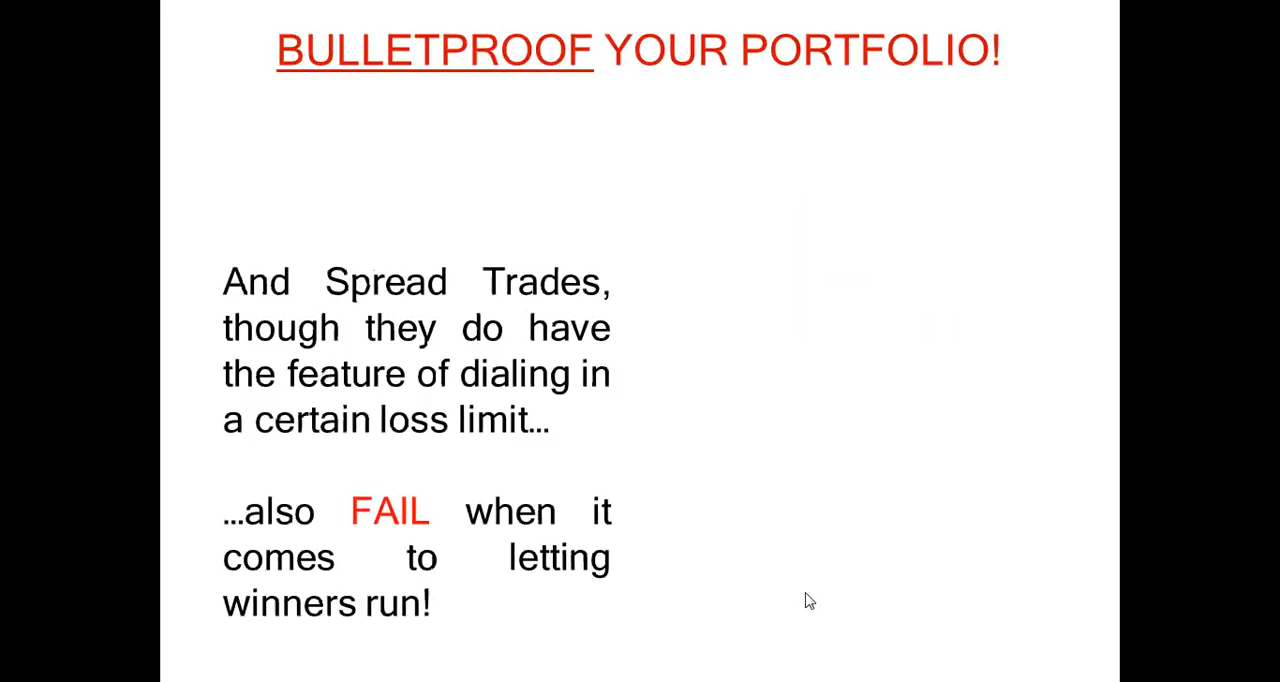 BULLETPROOF YOUR PORTFOLIO!
And Spread Trades,
though they do have
the feature of dialing in
a certain loss limit...
...also FAIL when it
comes to letting
winners run!